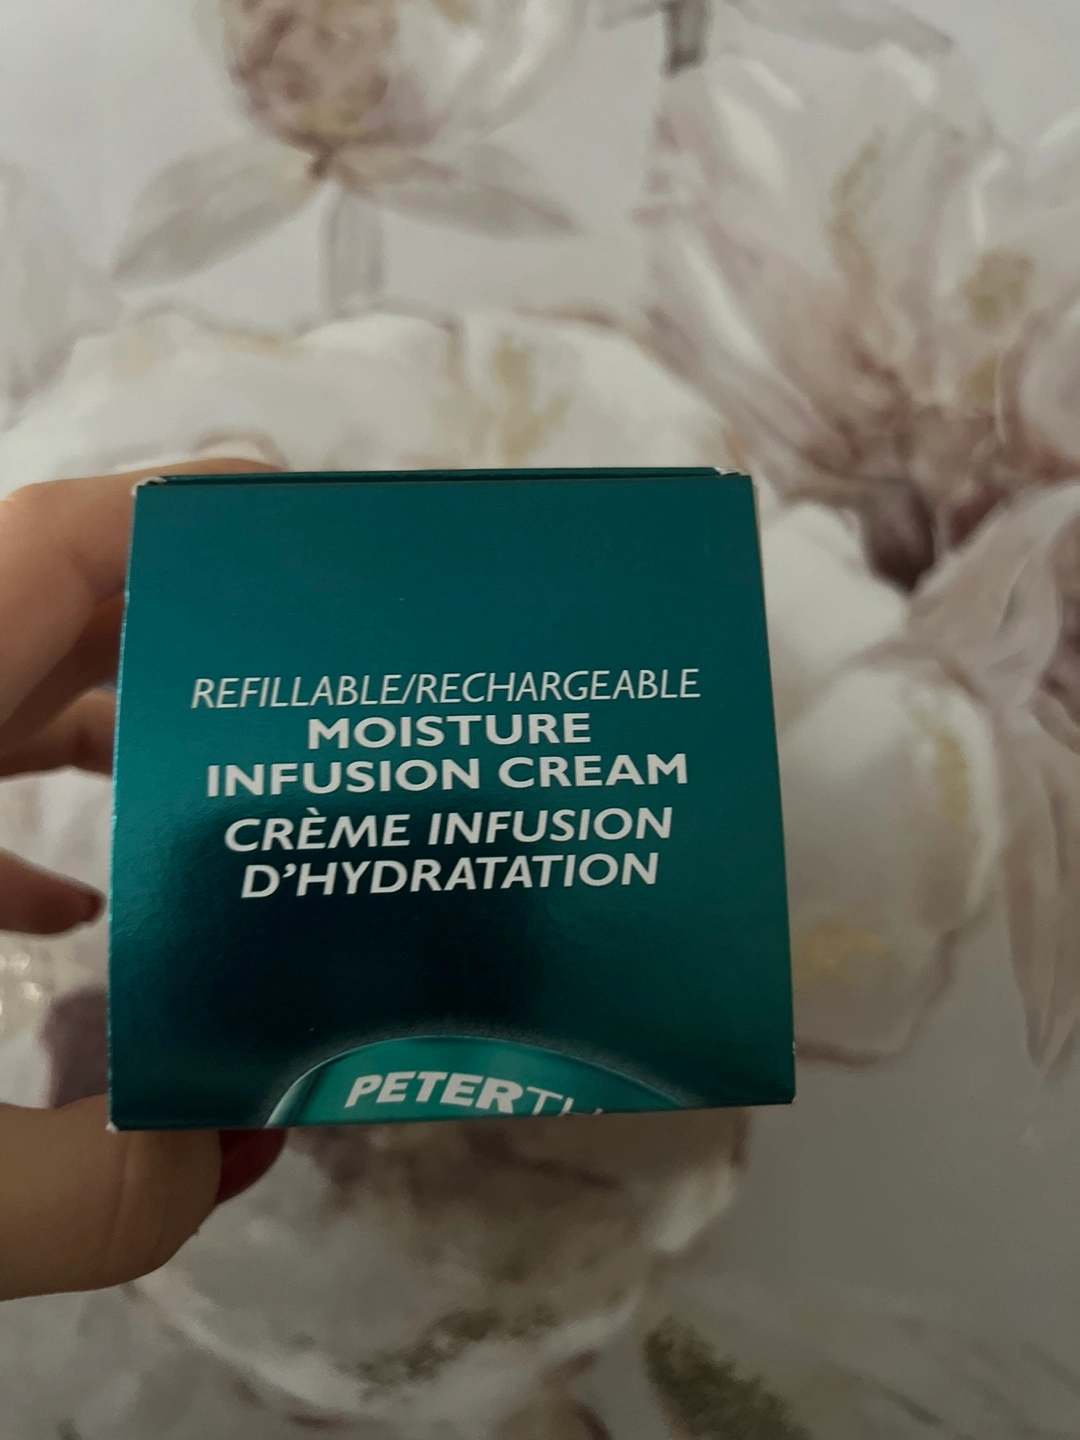 REFILLABLE/RECHARGEABLE
MOISTURE
INFUSION CREAM
CRÈME INFUSION
D'HYDRATATION
PETER